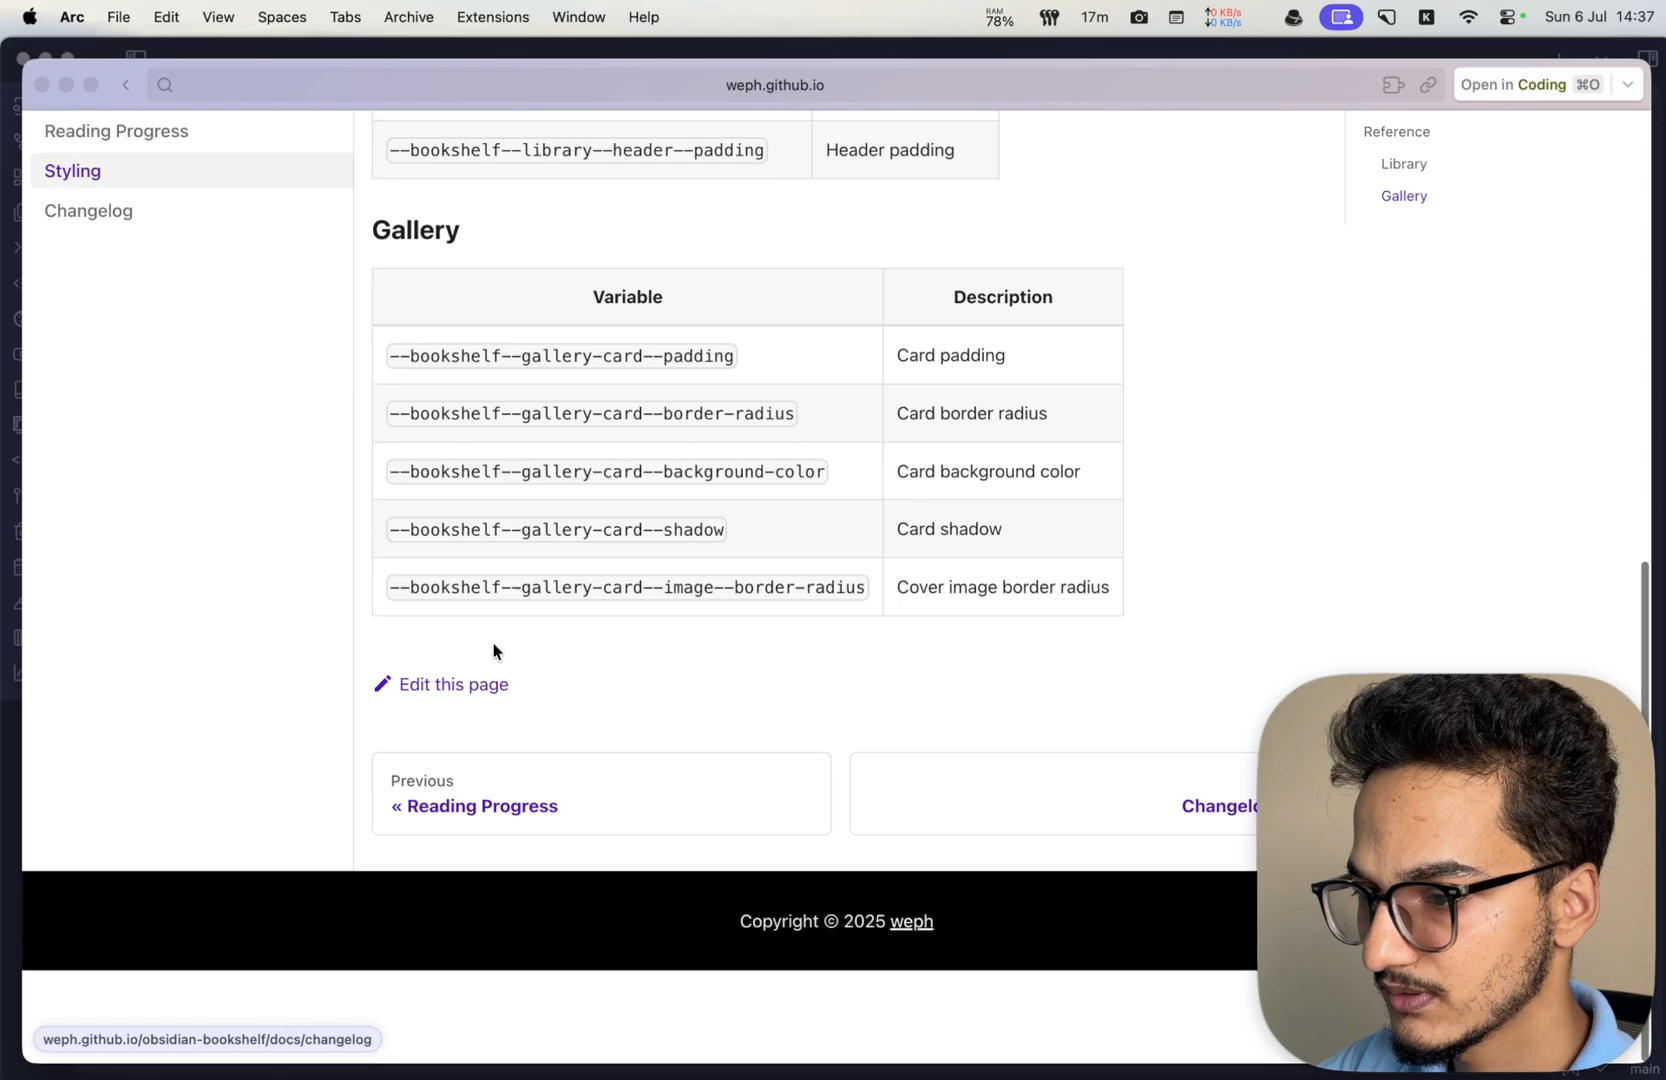 Arc File Edit View Spaces Tabs Archive Extensions Window Help RAM 78% 17m 0 KB/s 0 KB/s K Sun 6 Jul 14:37
weph.github.io
Open in Coding ⌘O
Reading Progress
Styling
Changelog
--bookshelf--library--header--padding Header padding
Gallery
Variable Description
--bookshelf--gallery-card--padding Card padding
--bookshelf--gallery-card--border-radius Card border radius
--bookshelf--gallery-card--background-color Card background color
--bookshelf--gallery-card--shadow Card shadow
--bookshelf--gallery-card--image--border-radius Cover image border radius
Edit this page
Previous
« Reading Progress
Changelo
Copyright © 2025 weph
Reference
Library
Gallery
weph.github.io/obsidian-bookshelf/docs/changelog
main